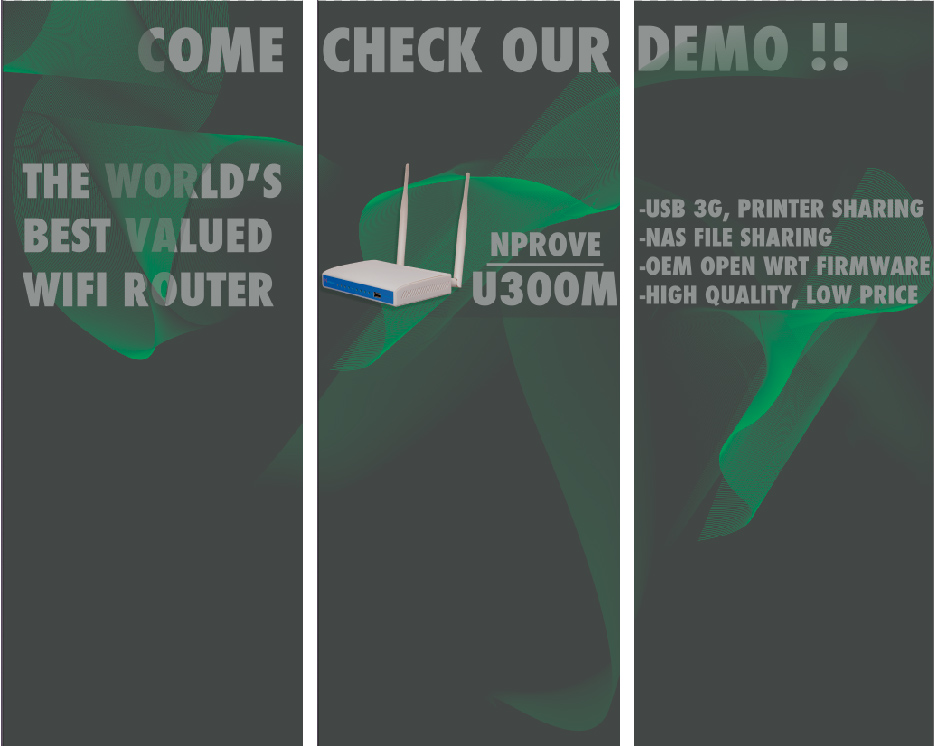 COME CHECK OUR DEMO !!
THE WORLD'S
BEST VALUED
WIFI ROUTER
NPROVE
U300M
-USB 3G, PRINTER SHARING
-NAS FILE SHARING
-OEM OPEN WRT FIRMWARE
-HIGH QUALITY, LOW PRICE